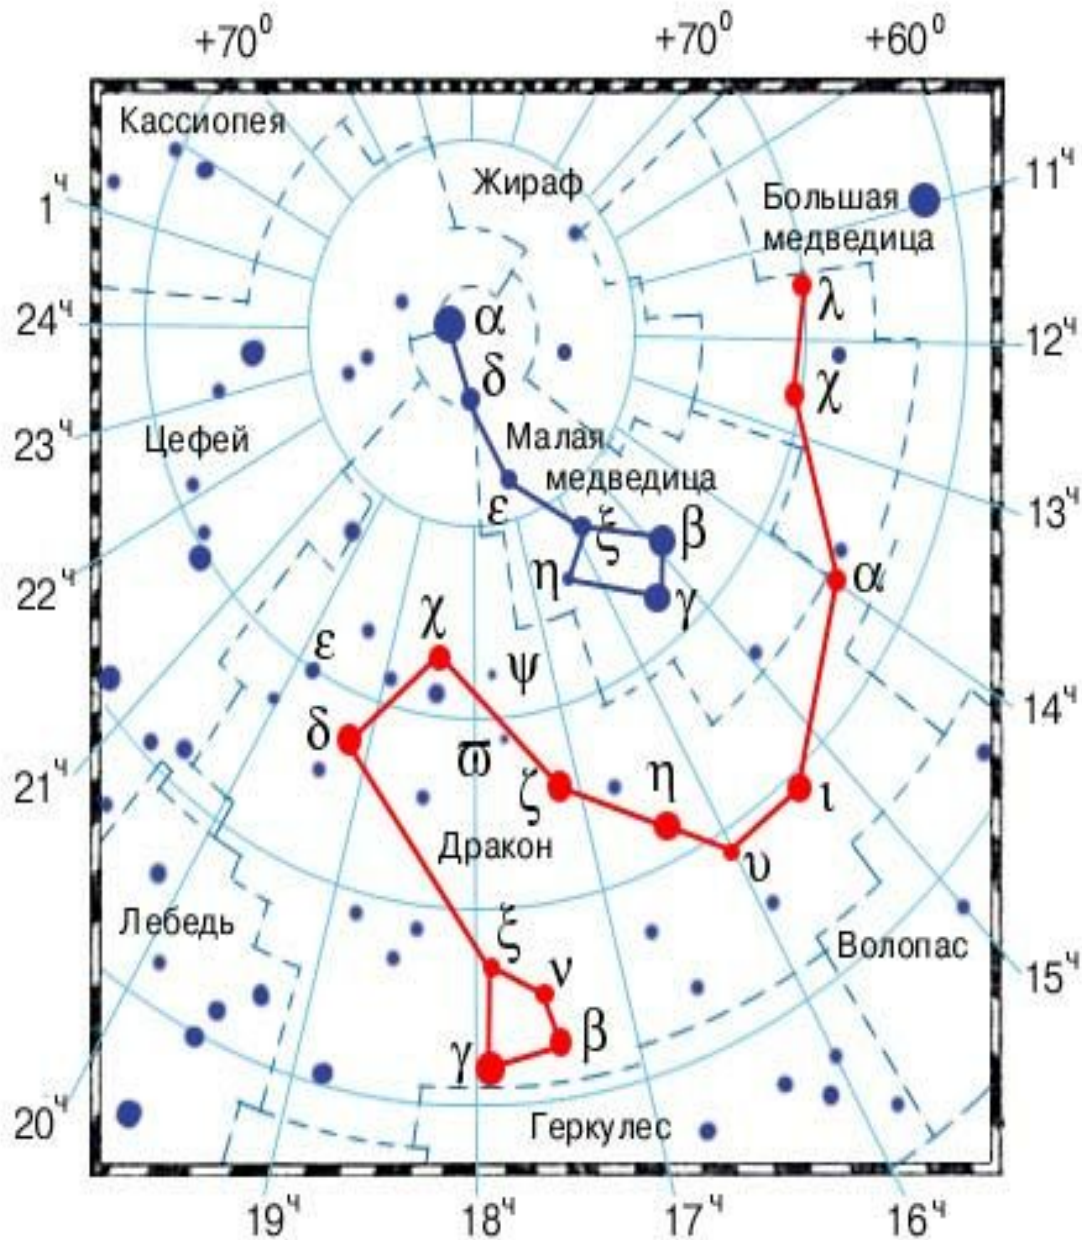 +70⁰ +70⁰ +60⁰
Кассиопея
Жираф
11ч
1ч
Большая
медведица
λ
24ч
α
12ч
δ
χ
23ч
Цефей
Малая
медведица
ε
ξ
β
13ч
η
γ
α
22ч
χ
ε
ψ
δ
14ч
ϖ
ζ
η
ι
21ч
Дракон
υ
Лебедь
ξ
Волопас
ν
15ч
β
γ
20ч
Геркулес
19ч 18ч 17ч 16ч